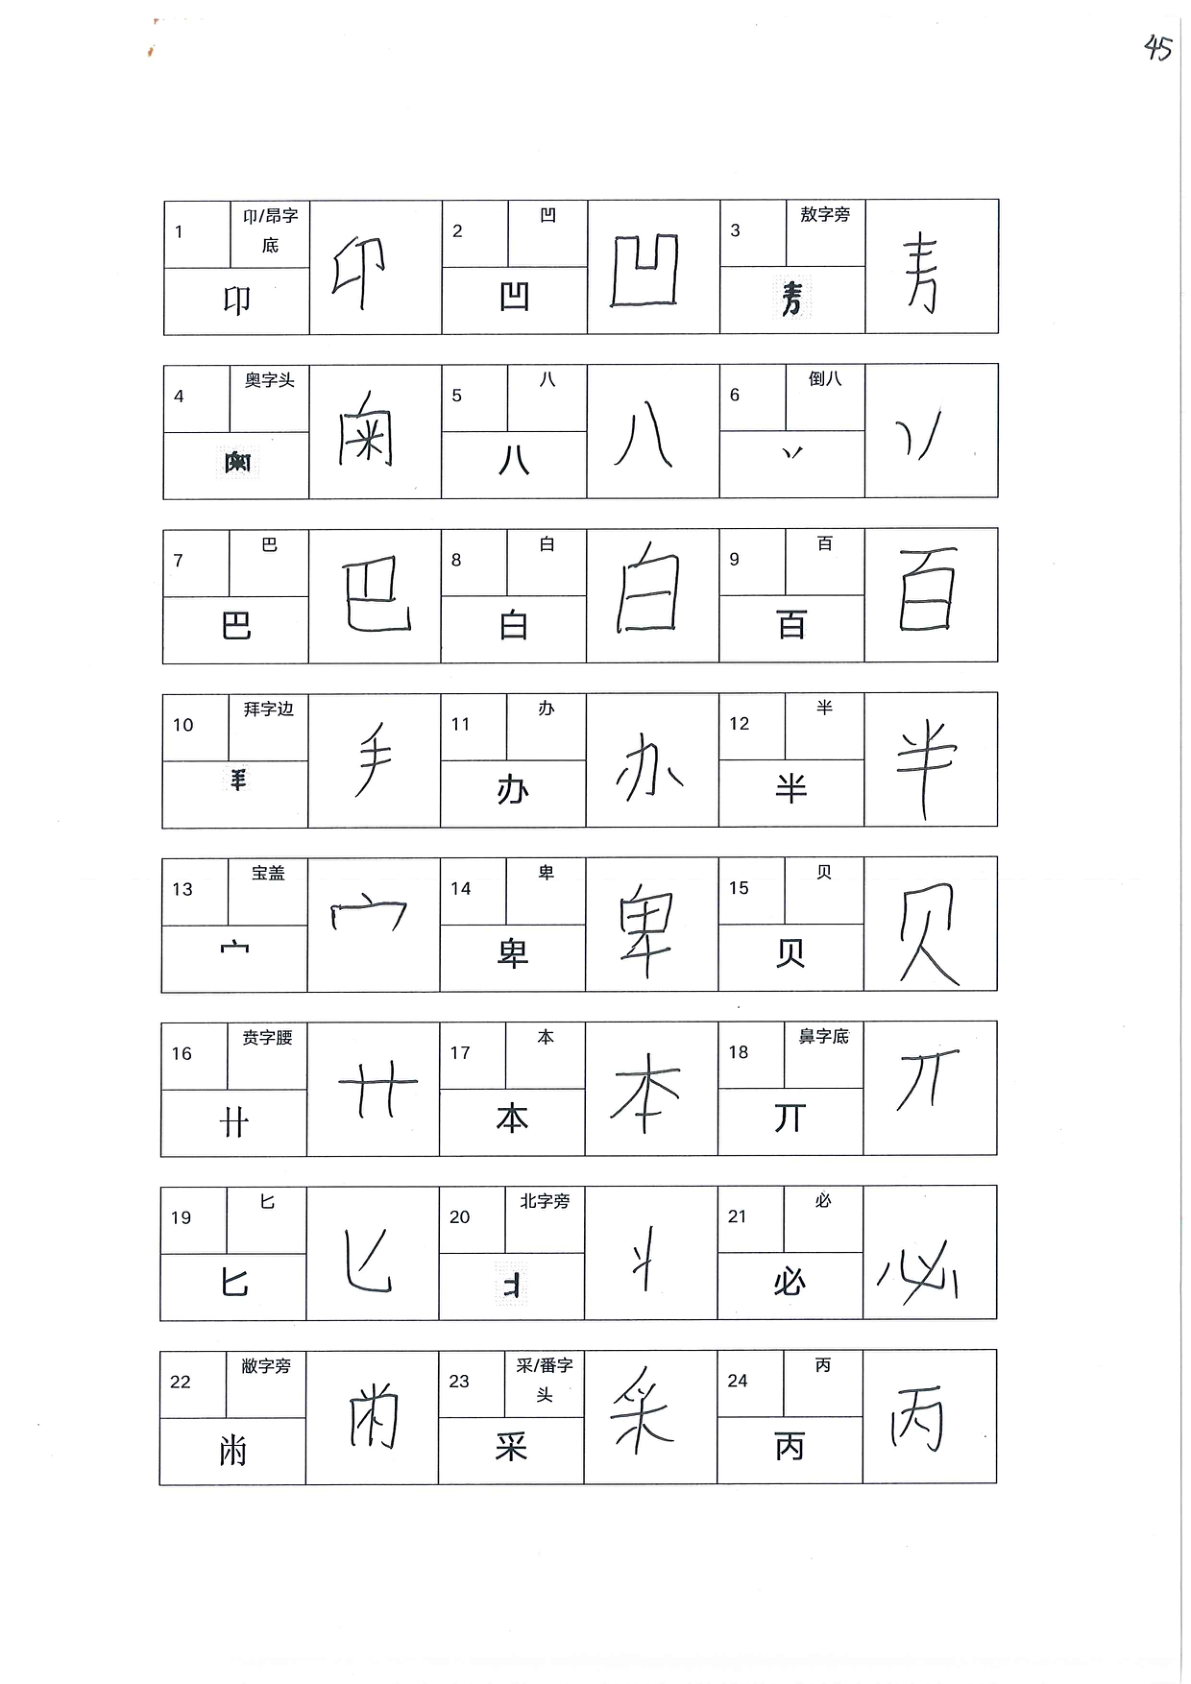 45
1 卬/昂字底 卬 卬 2 凹 凹 凹 3 敖字旁
4 奥字头 5 八 八 八 6 倒八 丷 丷
7 巴 巴 巴 8 白 白 白 9 百 百 百
10 拜字边 11 办 办 办 12 半 半 半
13 宝盖 宀 宀 14 卑 卑 卑 15 贝 贝 贝
16 贲字腰 卄 卄 17 本 本 本 18 鼻字底 丌 丌
19 匕 匕 匕 20 北字旁 21 必 必 必
22 敝字旁 㡀 㡀 23 采/番字头 采 采 24 丙 丙 丙